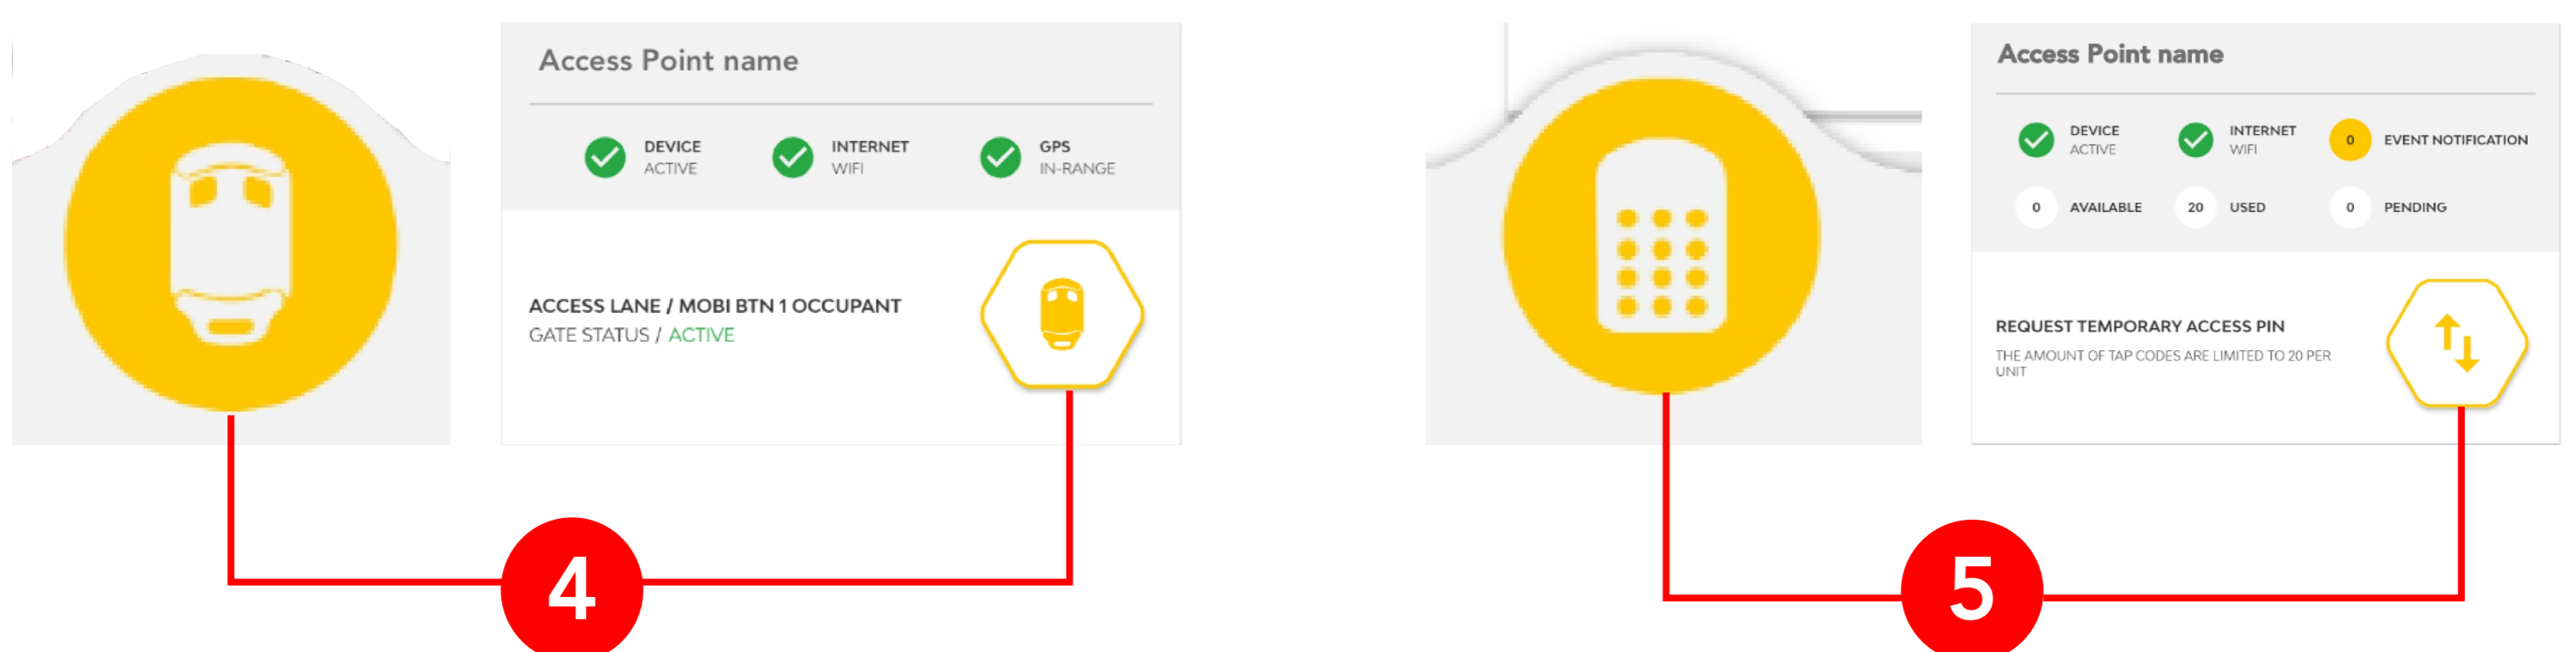 Access Point name
DEVICE
ACTIVE
INTERNET
WIFI
GPS
IN-RANGE
ACCESS LANE / MOBI BTN 1 OCCUPANT
GATE STATUS / ACTIVE
4
Access Point name
DEVICE
ACTIVE
INTERNET
WIFI
0 EVENT NOTIFICATION
0 AVAILABLE
20 USED
0 PENDING
REQUEST TEMPORARY ACCESS PIN
THE AMOUNT OF TAP CODES ARE LIMITED TO 20 PER
UNIT
5